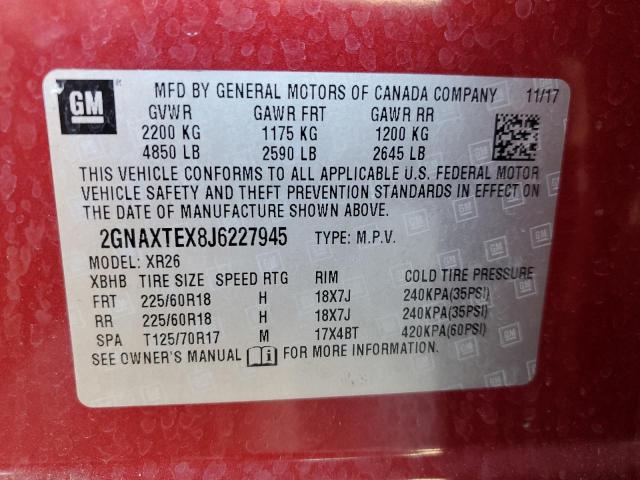 GM MFD BY GENERAL MOTORS OF CANADA COMPANY 11/17
GVWR GAWR FRT GAWR RR
2200 KG 1175 KG 1200 KG
4850 LB 2590 LB 2645 LB
THIS VEHICLE CONFORMS TO ALL APPLICABLE U.S. FEDERAL MOTOR
VEHICLE SAFETY AND THEFT PREVENTION STANDARDS IN EFFECT ON
THE DATE OF MANUFACTURE SHOWN ABOVE.
2GNAXTEX8J6227945 TYPE: M.P.V.
MODEL: XR26
XBHB TIRE SIZE SPEED RTG RIM COLD TIRE PRESSURE
FRT 225/60R18 H 18X7J 240KPA(35PSI)
RR 225/60R18 H 18X7J 240KPA(35PSI)
SPA T125/70R17 M 17X4BT 420KPA(60PSI)
SEE OWNER'S MANUAL i FOR MORE INFORMATION.